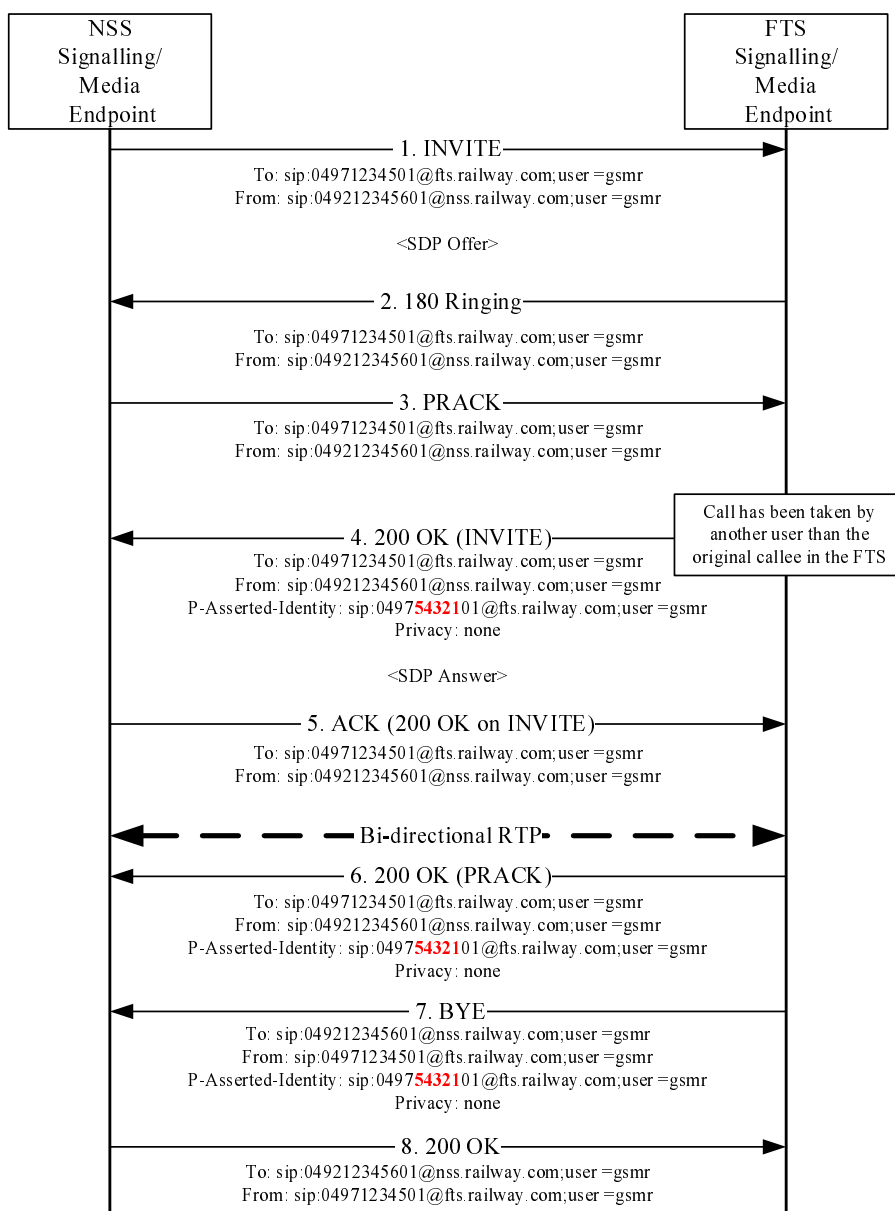 NSS
Signalling/
Media
Endpoint
FTS
Signalling/
Media
Endpoint
1. INVITE
To: sip:04971234501@fts.railway.com;user=gsmr
From: sip:049212345601@nss.railway.com;user=gsmr
<SDP Offer>
2. 180 Ringing
To: sip:04971234501@fts.railway.com;user=gsmr
From: sip:049212345601@nss.railway.com;user=gsmr
3. PRACK
To: sip:04971234501@fts.railway.com;user=gsmr
From: sip:049212345601@nss.railway.com;user=gsmr
Call has been taken by
another user than the
original callee in the FTS
4. 200 OK (INVITE)
To: sip:04971234501@fts.railway.com;user=gsmr
From: sip:049212345601@nss.railway.com;user=gsmr
P-Asserted-Identity: sip:04975432101@fts.railway.com;user=gsmr
Privacy: none
<SDP Answer>
5. ACK (200 OK on INVITE)
To: sip:04971234501@fts.railway.com;user=gsmr
From: sip:049212345601@nss.railway.com;user=gsmr
Bi-directional RTP
6. 200 OK (PRACK)
To: sip:04971234501@fts.railway.com;user=gsmr
From: sip:049212345601@nss.railway.com;user=gsmr
P-Asserted-Identity: sip:04975432101@fts.railway.com;user=gsmr
Privacy: none
7. BYE
To: sip:049212345601@nss.railway.com;user=gsmr
From: sip:04971234501@fts.railway.com;user=gsmr
P-Asserted-Identity: sip:04975432101@fts.railway.com;user=gsmr
Privacy: none
8. 200 OK
To: sip:049212345601@nss.railway.com;user=gsmr
From: sip:04971234501@fts.railway.com;user=gsmr